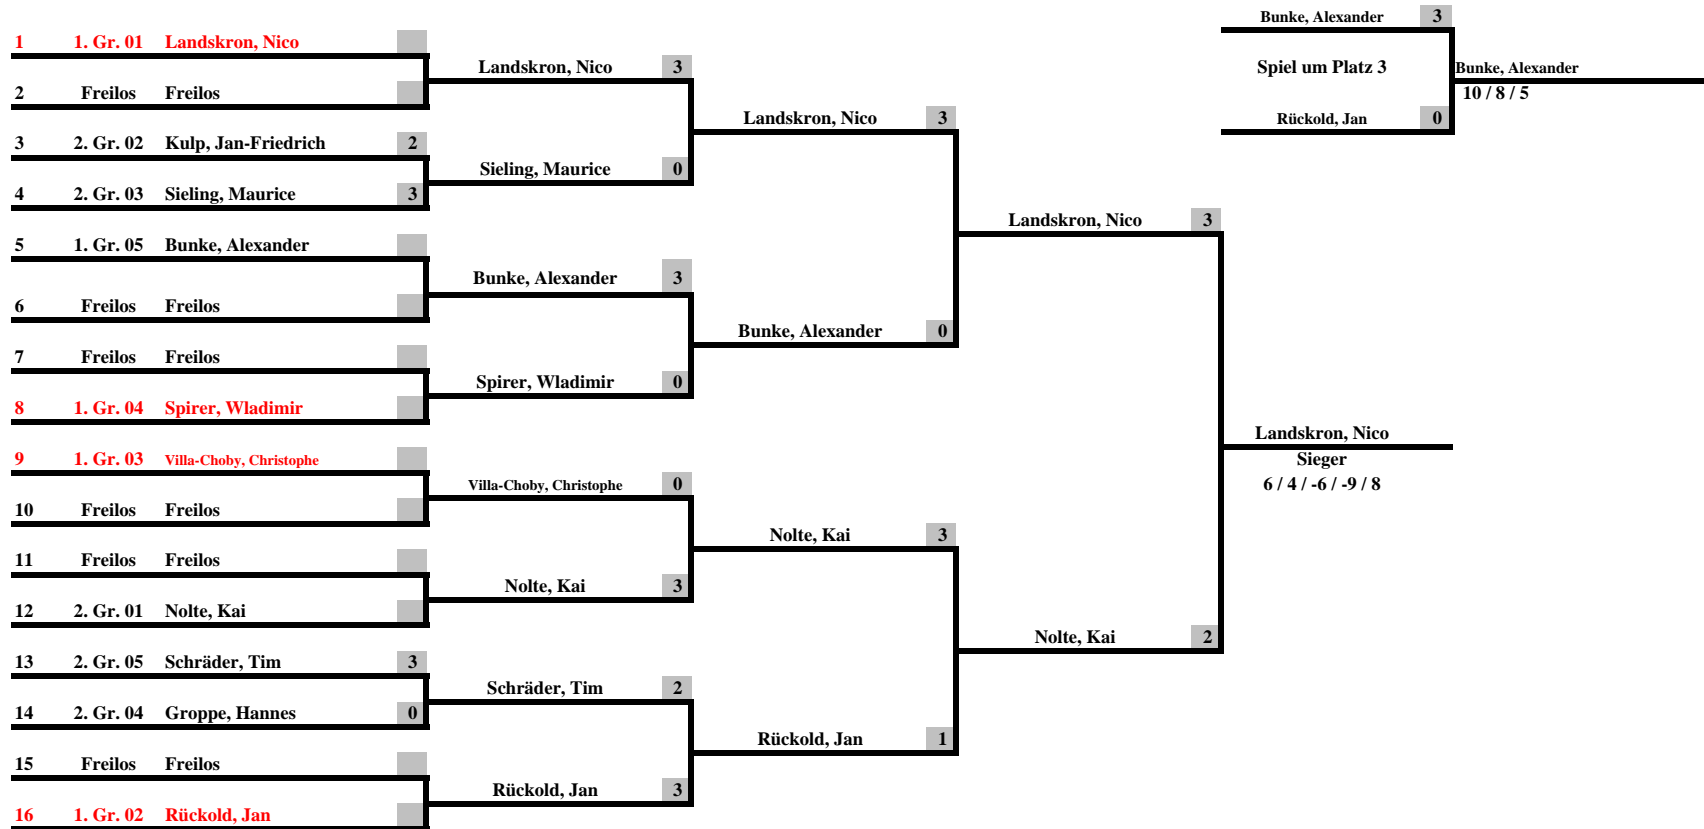 Bunke, Alexander 3
1 1. Gr. 01 Landskron, Nico
Landskron, Nico 3
Spiel um Platz 3
Bunke, Alexander
2 Freilos Freilos
10 / 8 / 5
Landskron, Nico 3
Rückold, Jan 0
3 2. Gr. 02 Kulp, Jan-Friedrich 2
Sieling, Maurice 0
4 2. Gr. 03 Sieling, Maurice 3
Landskron, Nico 3
5 1. Gr. 05 Bunke, Alexander
Bunke, Alexander 3
6 Freilos Freilos
Bunke, Alexander 0
7 Freilos Freilos
Spirer, Wladimir 0
8 1. Gr. 04 Spirer, Wladimir
Landskron, Nico
9 1. Gr. 03 Villa-Choby, Christophe
Sieger
Villa-Choby, Christophe 0
6 / 4 / -6 / -9 / 8
10 Freilos Freilos
Nolte, Kai 3
11 Freilos Freilos
Nolte, Kai 3
12 2. Gr. 01 Nolte, Kai
Nolte, Kai 2
13 2. Gr. 05 Schräder, Tim 3
Schräder, Tim 2
14 2. Gr. 04 Groppe, Hannes 0
Rückold, Jan 1
15 Freilos Freilos
Rückold, Jan 3
16 1. Gr. 02 Rückold, Jan